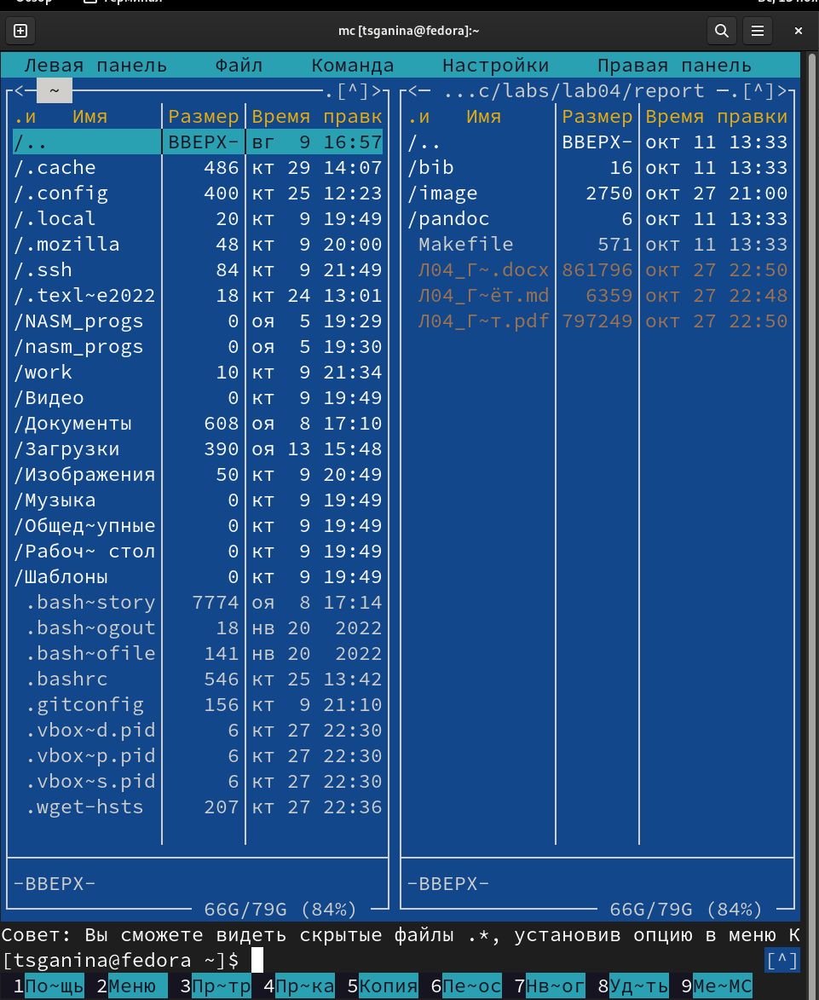 Обзор Терминал Вс, 13 ноя
mc [tsganina@fedora]:~
Левая панель Файл Команда Настройки Правая панель
<─ ~ .[^]> <─ ...c/labs/lab04/report ─.[^]>
.и Имя Размер Время правк .и Имя Размер Время правки
/.. ВВЕРХ- вг 9 16:57 /.. ВВЕРХ- окт 11 13:33
/.cache 486 кт 29 14:07 /bib 16 окт 11 13:33
/.config 400 кт 25 12:23 /image 2750 окт 27 21:00
/.local 20 кт 9 19:49 /pandoc 6 окт 11 13:33
/.mozilla 48 кт 9 20:00 Makefile 571 окт 11 13:33
/.ssh 84 кт 9 21:49 Л04_Г~.docx 861796 окт 27 22:50
/.texl~e2022 18 кт 24 13:01 Л04_Г~ёт.md 6359 окт 27 22:48
/NASM_progs 0 оя 5 19:29 Л04_Г~т.pdf 797249 окт 27 22:50
/nasm_progs 0 оя 5 19:30
/work 10 кт 9 21:34
/Видео 0 кт 9 19:49
/Документы 608 оя 8 17:10
/Загрузки 390 оя 13 15:48
/Изображения 50 кт 9 20:49
/Музыка 0 кт 9 19:49
/Общед~упные 0 кт 9 19:49
/Рабоч~ стол 0 кт 9 19:49
/Шаблоны 0 кт 9 19:49
.bash~story 7774 оя 8 17:14
.bash~ogout 18 нв 20 2022
.bash~ofile 141 нв 20 2022
.bashrc 546 кт 25 13:42
.gitconfig 156 кт 9 21:10
.vbox~d.pid 6 кт 27 22:30
.vbox~p.pid 6 кт 27 22:30
.vbox~s.pid 6 кт 27 22:30
.wget-hsts 207 кт 27 22:36
-ВВЕРХ- -ВВЕРХ-
66G/79G (84%) 66G/79G (84%)
Совет: Вы сможете видеть скрытые файлы .*, установив опцию в меню К
[tsganina@fedora ~]$ [^]
1По~щь 2Меню 3Пр~тр 4Пр~ка 5Копия 6Пе~ос 7Нв~ог 8Уд~ть 9Ме~МС